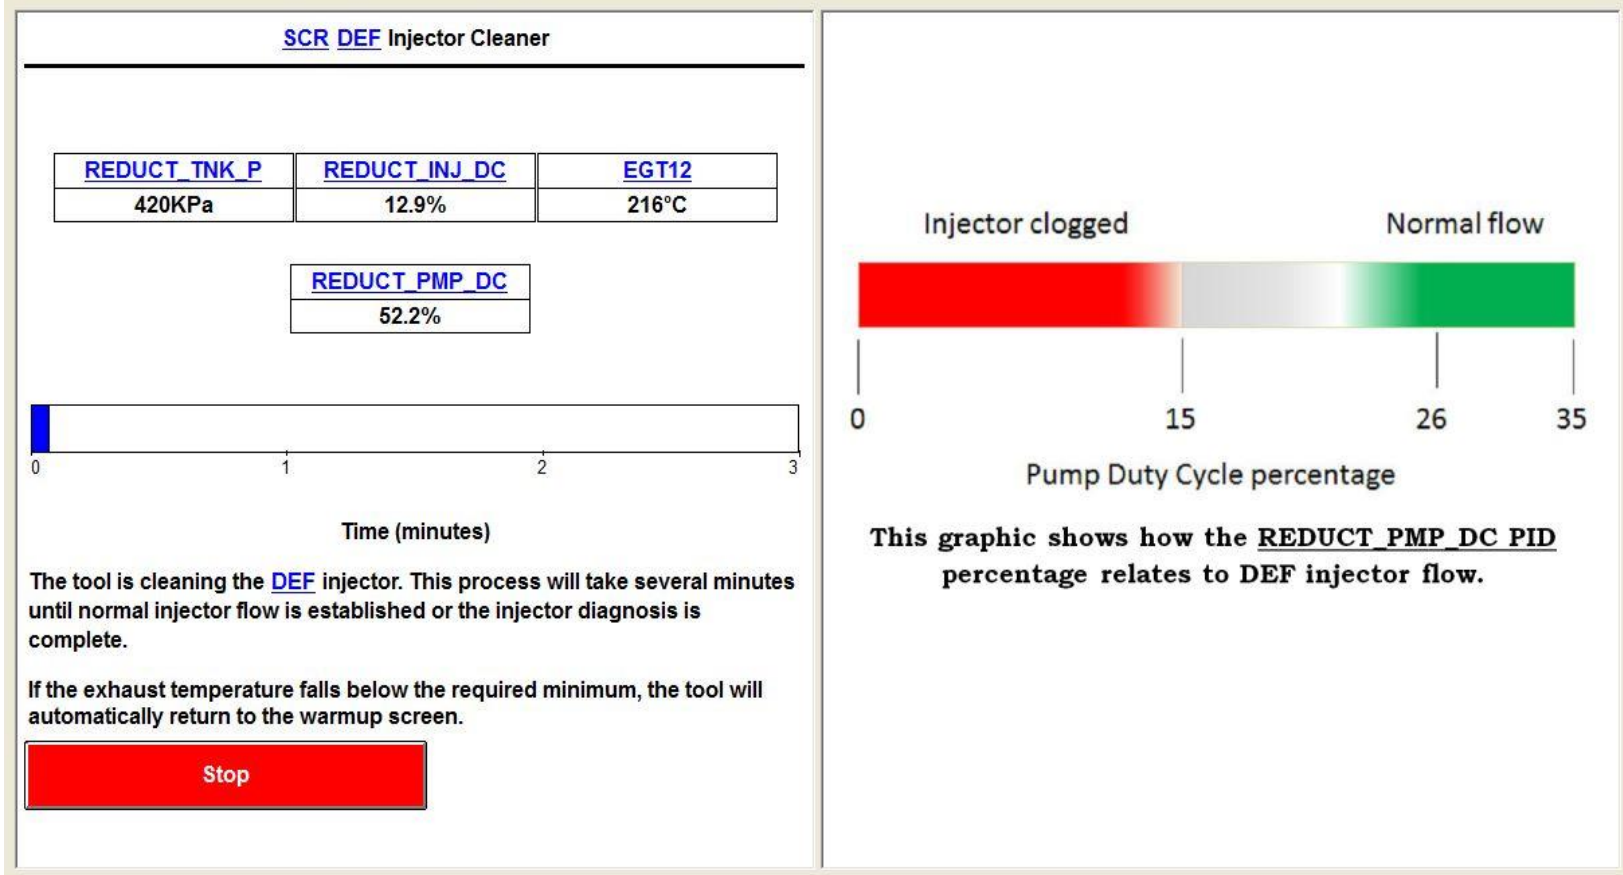 SCR DEF Injector Cleaner
REDUCT_TNK_P REDUCT_INJ_DC EGT12
420KPa 12.9% 216°C
REDUCT_PMP_DC
52.2%
0 1 2 3
Time (minutes)
The tool is cleaning the DEF injector. This process will take several minutes
until normal injector flow is established or the injector diagnosis is
complete.
If the exhaust temperature falls below the required minimum, the tool will
automatically return to the warmup screen.
Stop
Injector clogged Normal flow
0 15 26 35
Pump Duty Cycle percentage
This graphic shows how the REDUCT_PMP_DC PID
percentage relates to DEF injector flow.